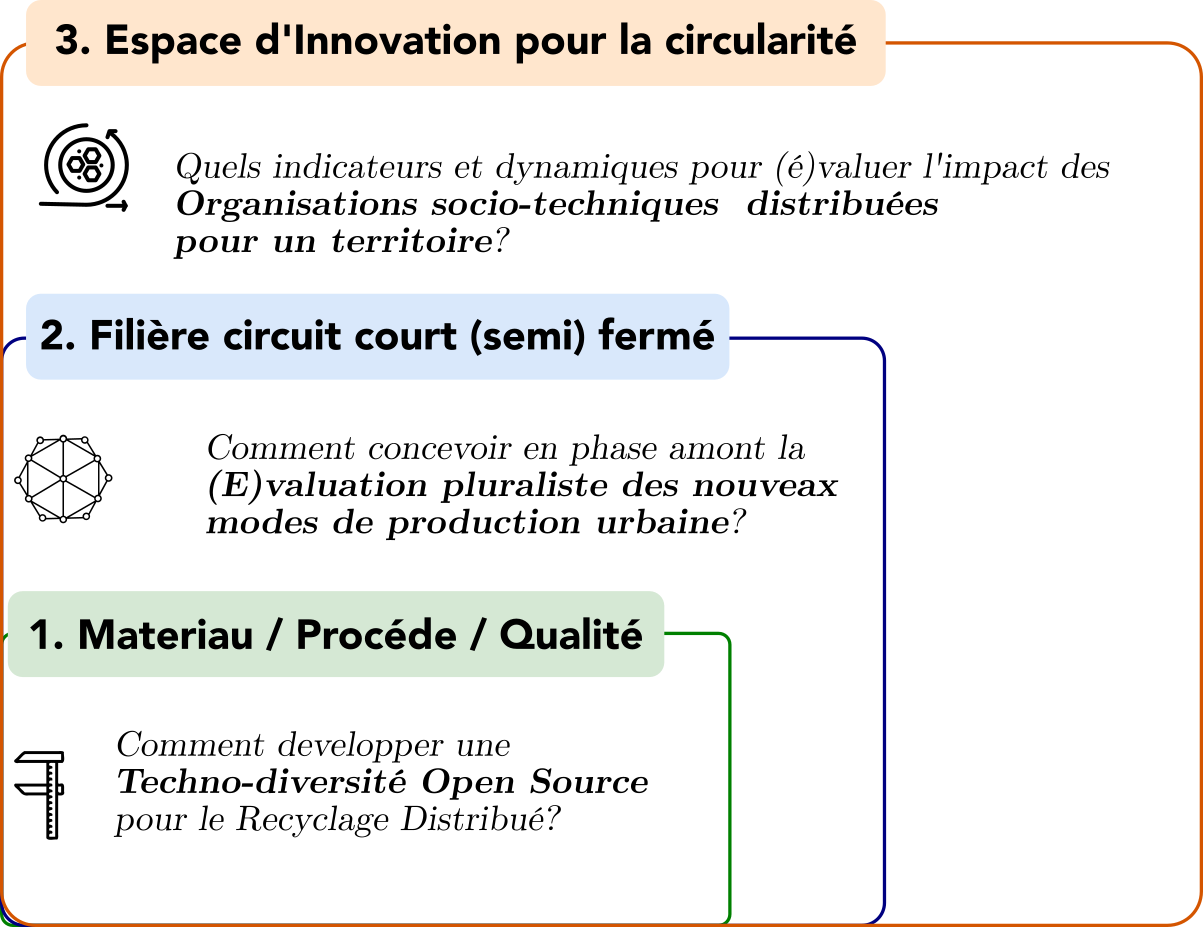 3. Espace d'Innovation pour la circularité
Quels indicateurs et dynamiques pour (é)valuer l'impact des
Organisations socio-techniques distribuées
pour un territoire?
2. Filière circuit court (semi) fermé
Comment concevoir en phase amont la
(E)valuation pluraliste des nouveax
modes de production urbaine?
1. Materiau / Procéde / Qualité
Comment developper une
Techno-diversité Open Source
pour le Recyclage Distribué?